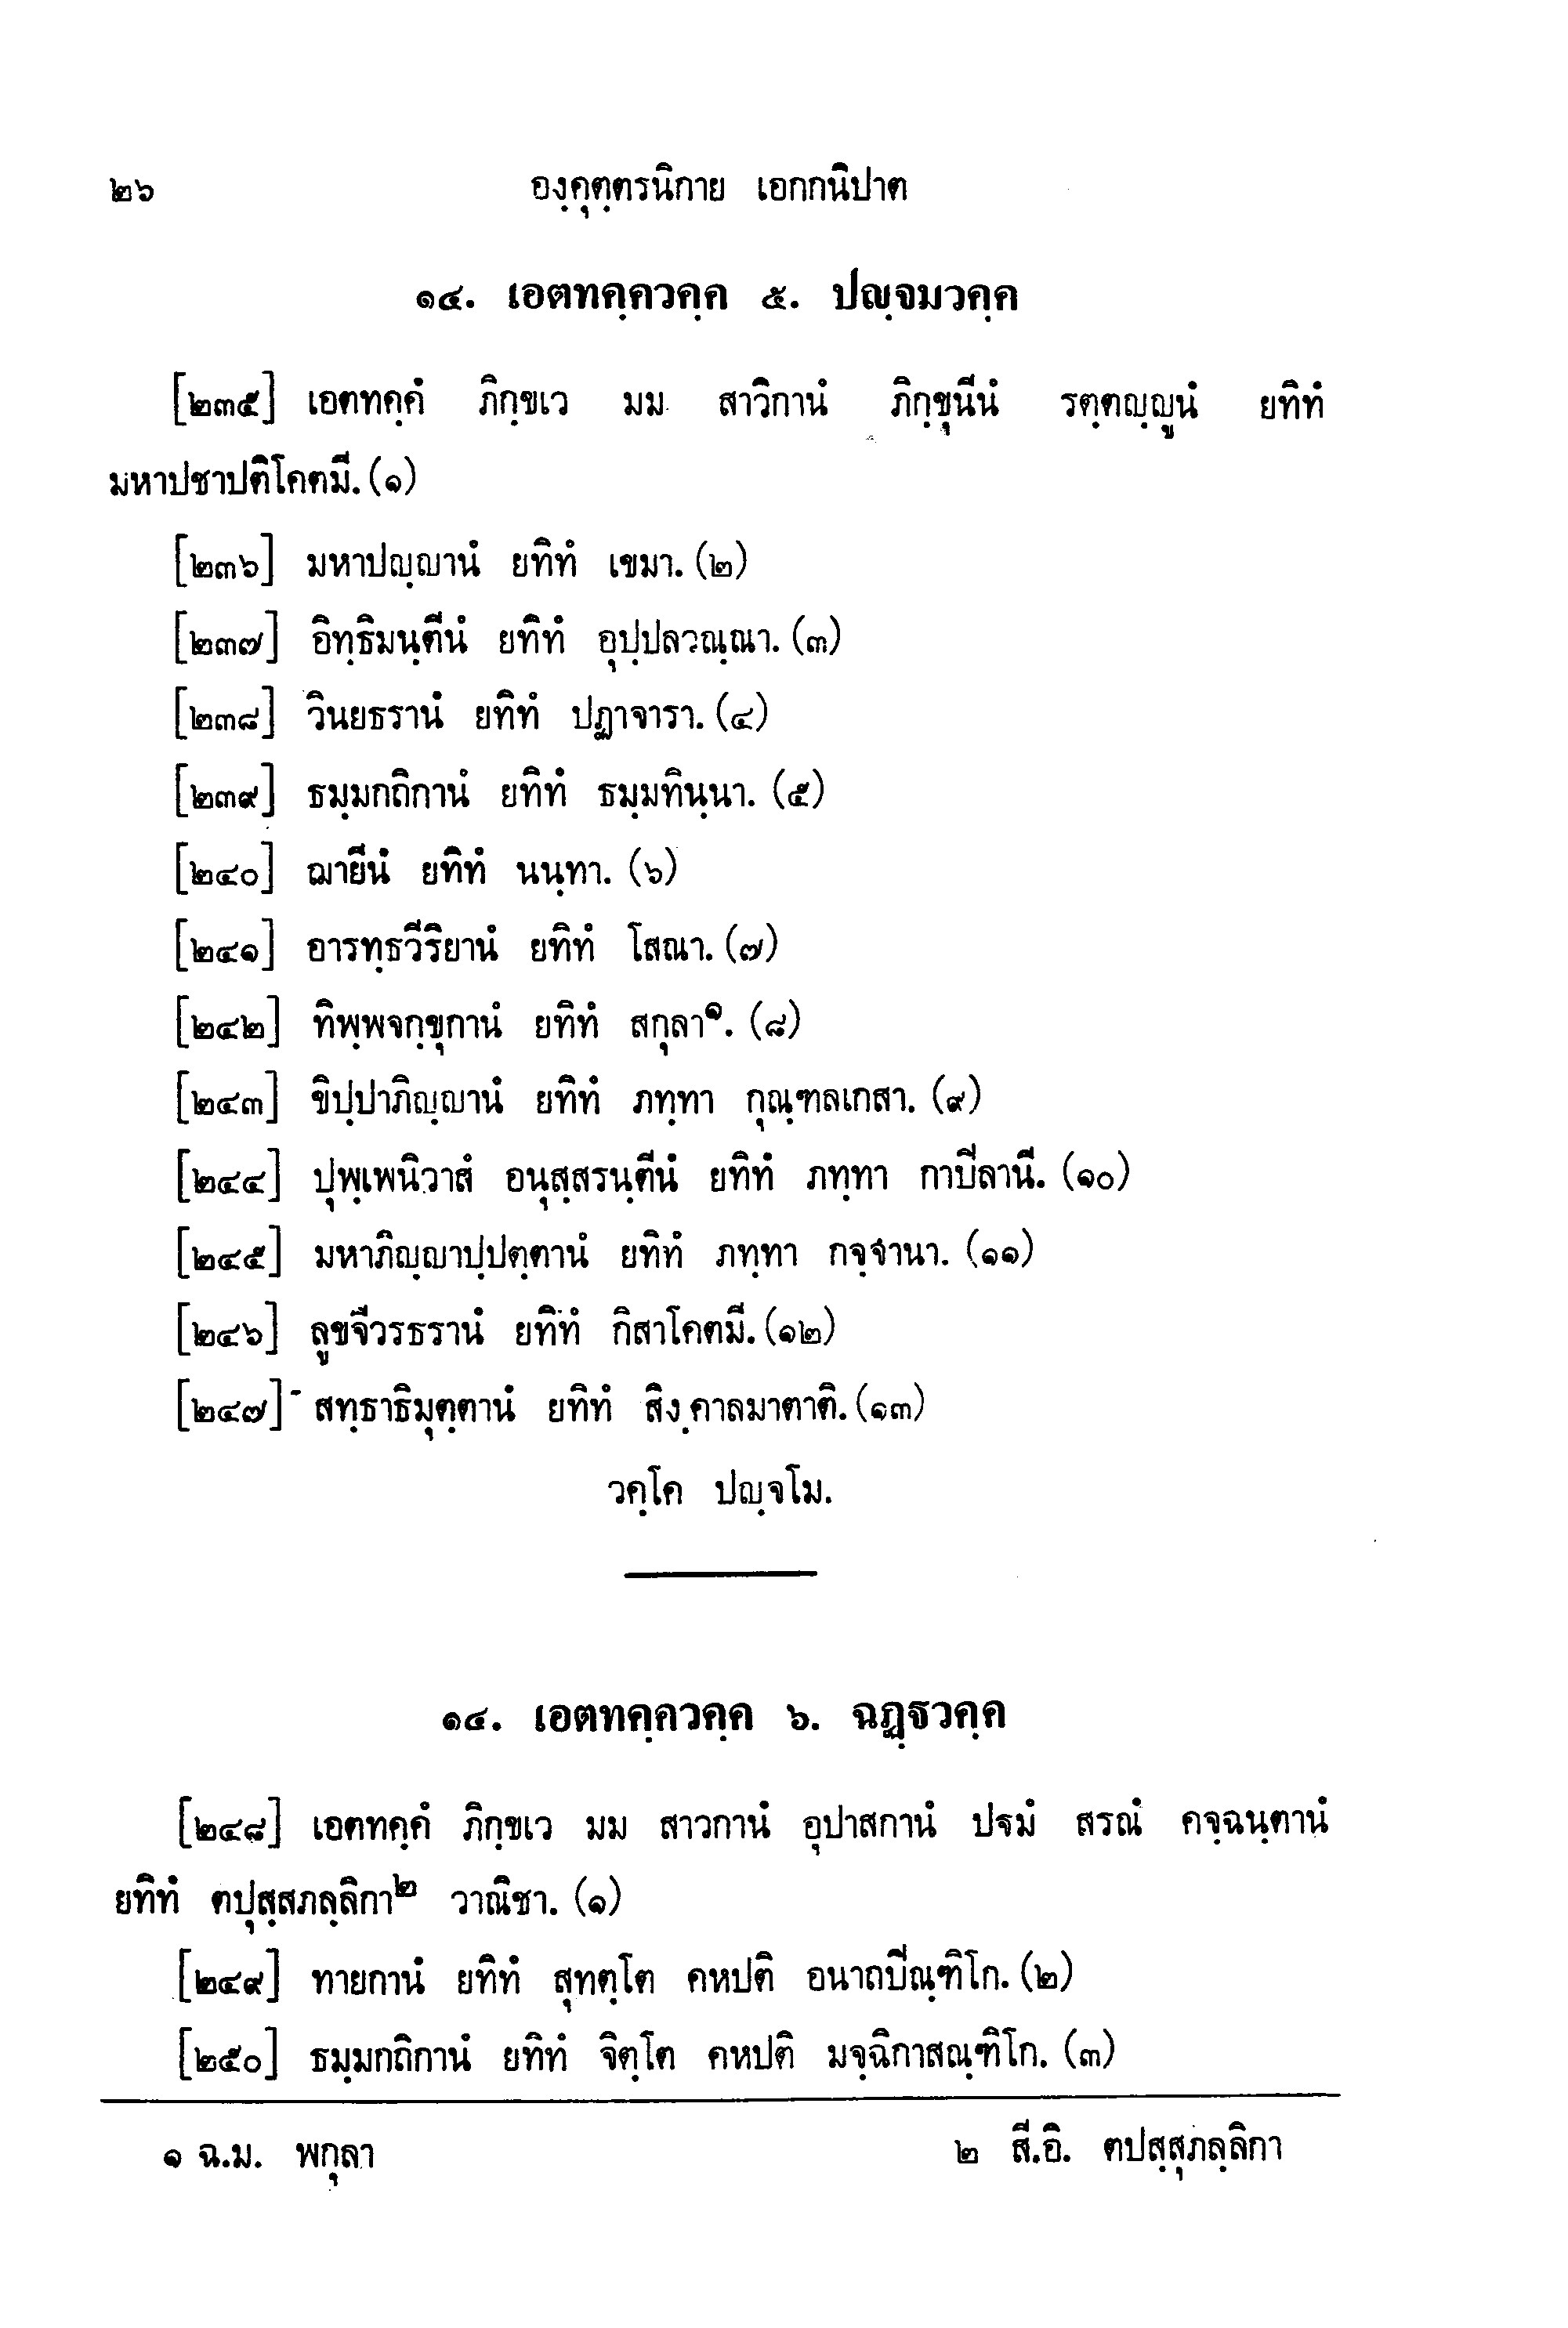 ๒๖ องฺคุตฺตรนิกาย เอกกนิปาต
๑๔. เอตทคฺควคฺค ๕. ปญฺจมวคฺค
[๒๓๕] เอตทคฺคํ ภิกฺขเว มม สาวิกานํ ภิกฺขุนีนํ รตฺตญฺญูนํ ยทิทํ
มหาปชาปติโคตมี. (๑)
[๒๓๖] มหาปญฺญานํ ยทิทํ เขมา. (๒)
[๒๓๗] อิทฺธิมนฺตีนํ ยทิทํ อุปฺปลวณฺณา. (๓)
[๒๓๘] วินยธรานํ ยทิทํ ปฏาจารา. (๔)
[๒๓๙] ธมฺมกถิกานํ ยทิทํ ธมฺมทินฺนา. (๕)
[๒๔๐] ฌายีนํ ยทิทํ นนฺทา. (๖)
[๒๔๑] อารทฺธวีริยานํ ยทิทํ โสณา. (๗)
[๒๔๒] ทิพฺพจกฺขุกานํ ยทิทํ สกุลา๑. (๘)
[๒๔๓] ขิปฺปาภิญฺญานํ ยทิทํ ภทฺทา กุณฺฑลเกสา. (๙)
[๒๔๔] ปุพฺเพนิวาสํ อนุสฺสรนฺตีนํ ยทิทํ ภทฺทา กาปีลานี. (๑๐)
[๒๔๕] มหาภิญฺญาปฺปตฺตานํ ยทิทํ ภทฺทา กจฺจานา. (๑๑)
[๒๔๖] ลูขจีวรธรานํ ยทิทํ กิสาโคตมี. (๑๒)
[๒๔๗] สทฺธาธิมุตฺตานํ ยทิทํ สิงฺคาลมาตาติ. (๑๓)
วคฺโค ปญฺจโม.
๑๔. เอตทคฺควคฺค ๖. ฉฏฺฐวคฺค
[๒๔๘] เอตทคฺคํ ภิกฺขเว มม สาวกานํ อุปาสกานํ ปฐมํ สรณํ คจฺฉนฺตานํ
ยทิทํ ตปุสฺสภลฺลิกา๒ วาณิชา. (๑)
[๒๔๙] ทายกานํ ยทิทํ สุทตฺโต คหปติ อนาถปีณฺฑิโก. (๒)
[๒๕๐] ธมฺมกถิกานํ ยทิทํ จิตฺโต คหปติ มจฺฉิกาสณฺฑิโก. (๓)
๑ ฉ.ม. พกุลา ๒ สี.อิ. ตปสฺสุภลฺลิกา